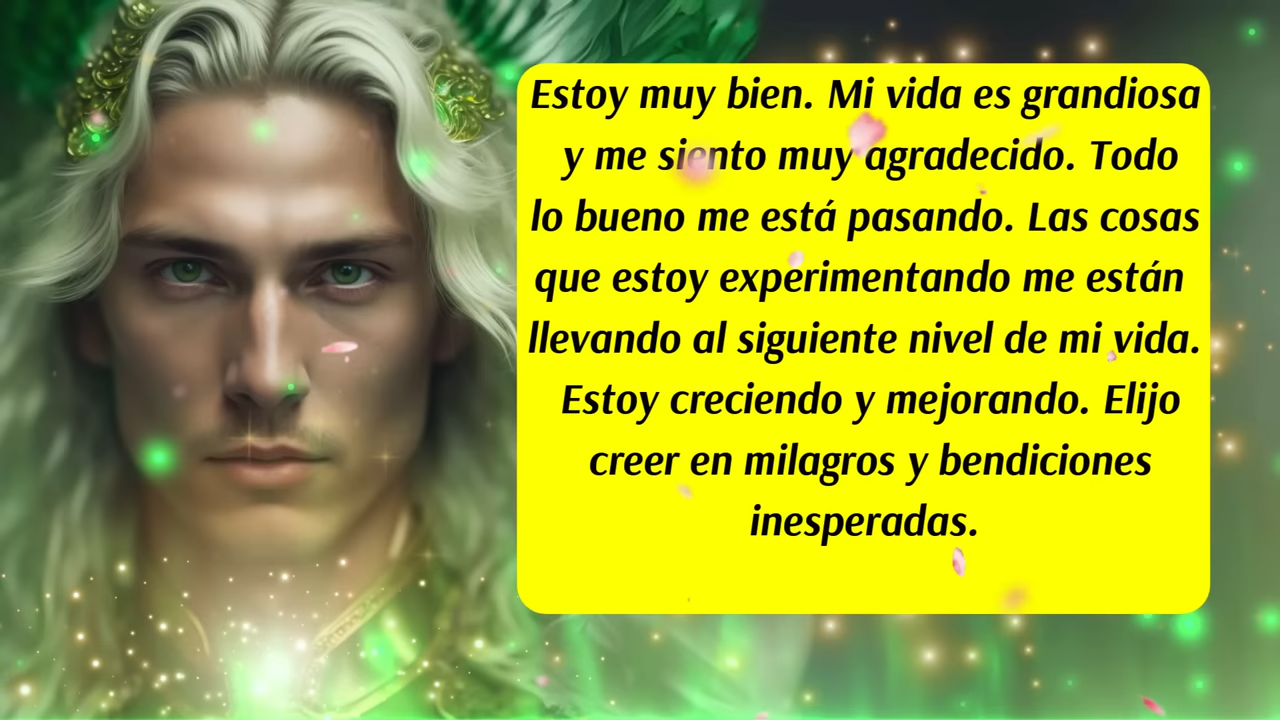 Estoy muy bien. Mi vida es grandiosa
y me siento muy agradecido. Todo
lo bueno me está pasando. Las cosas
que estoy experimentando me están
llevando al siguiente nivel de mi vida.
Estoy creciendo y mejorando. Elijo
creer en milagros y bendiciones
inesperadas.